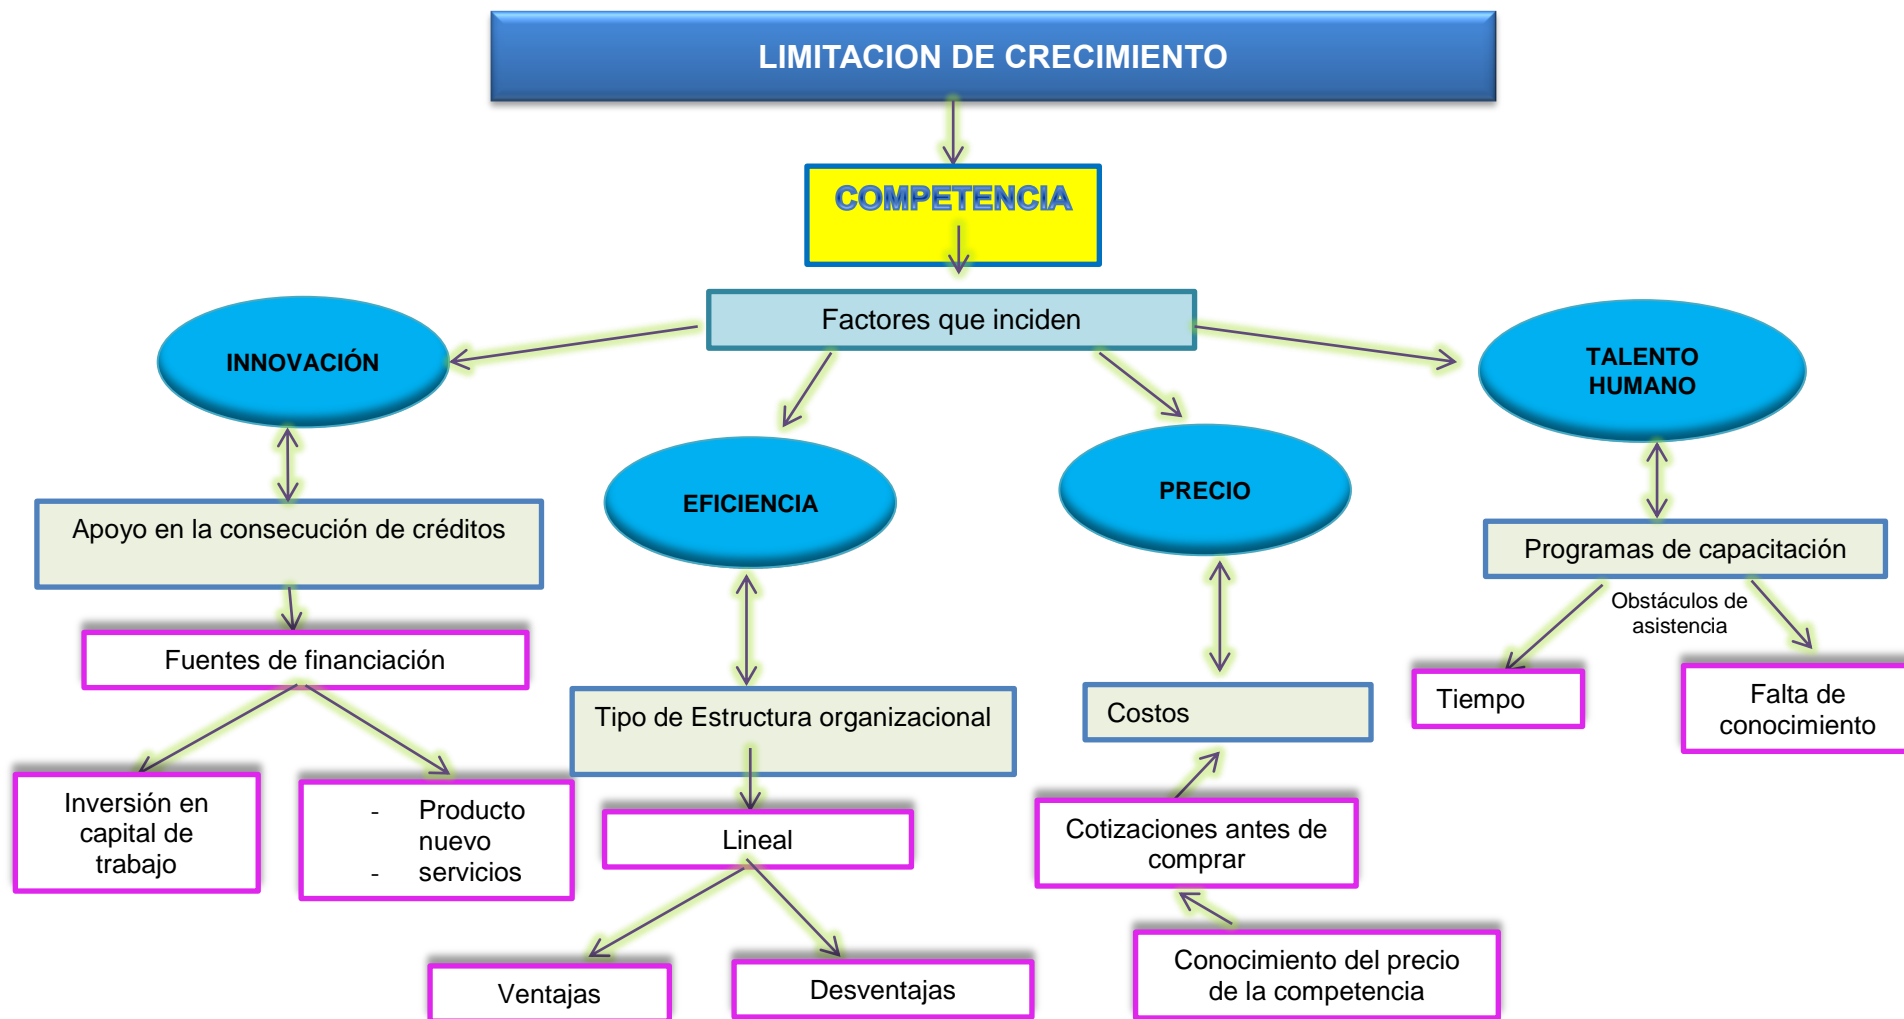 LIMITACION DE CRECIMIENTO
COMPETENCIA
Factores que inciden
INNOVACIÓN
TALENTO
HUMANO
EFICIENCIA
PRECIO
Apoyo en la consecución de créditos
Programas de capacitación
Obstáculos de
asistencia
Fuentes de financiación
Tipo de Estructura organizacional
Costos
Tiempo
Falta de
conocimiento
Inversión en
capital de
trabajo
- Producto
nuevo
- servicios
Lineal
Cotizaciones antes de
comprar
Ventajas
Desventajas
Conocimiento del precio
de la competencia